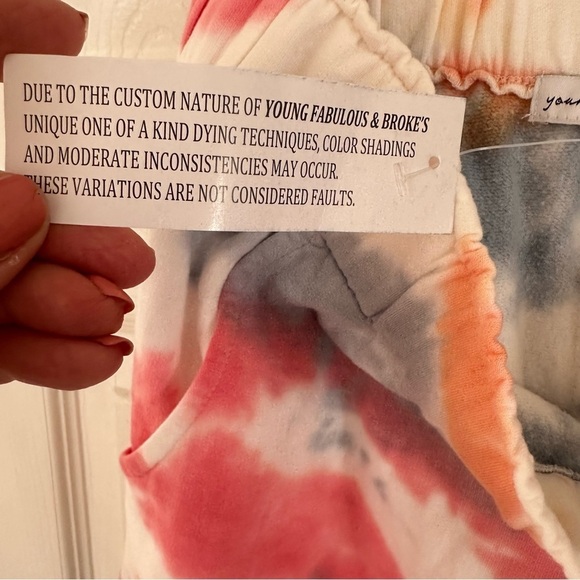 DUE TO THE CUSTOM NATURE OF YOUNG FABULOUS & BROKE'S
UNIQUE ONE OF A KIND DYING TECHNIQUES, COLOR SHADINGS
AND MODERATE INCONSISTENCIES MAY OCCUR.
THESE VARIATIONS ARE NOT CONSIDERED FAULTS.